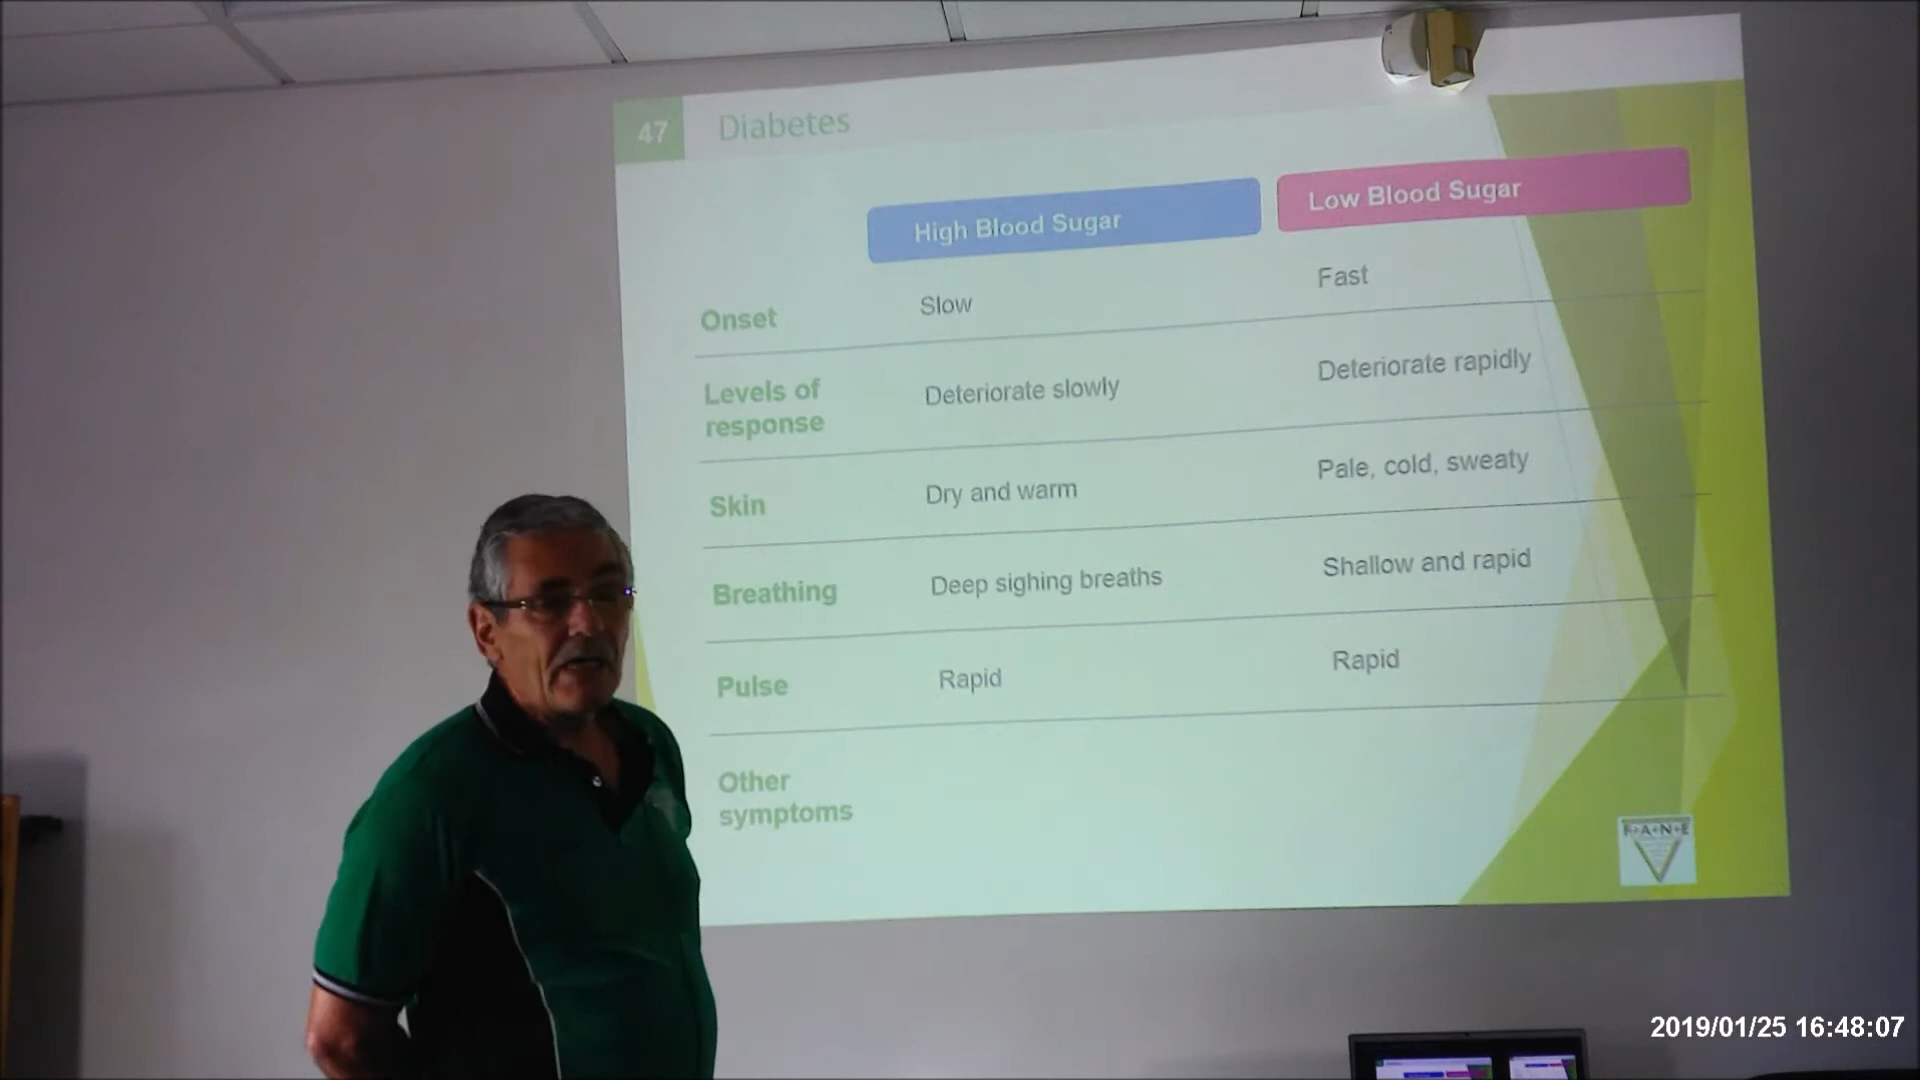 47 Diabetes
High Blood Sugar Low Blood Sugar
Onset Slow Fast
Levels of
response Deteriorate slowly Deteriorate rapidly
Skin Dry and warm Pale, cold, sweaty
Breathing Deep sighing breaths Shallow and rapid
Pulse Rapid Rapid
Other
symptoms
F+A+N+E
2019/01/25 16:48:07